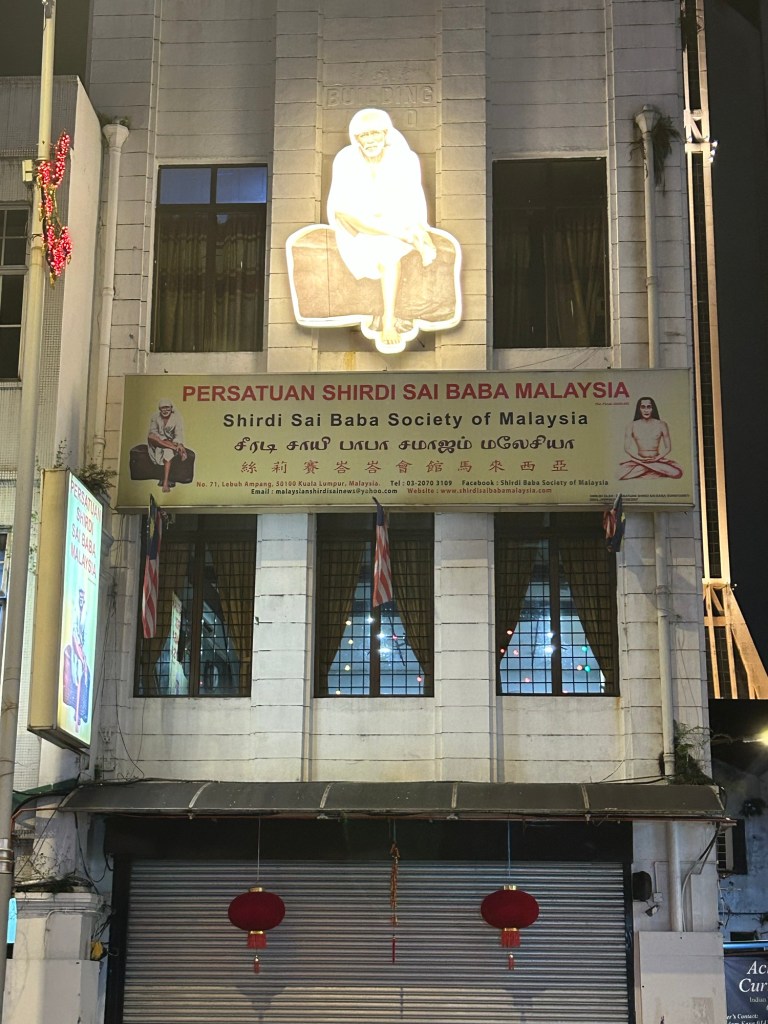 BUILDING
PERSATUAN SHIRDI SAI BABA MALAYSIA
Shirdi Sai Baba Society of Malaysia
சீரடி சாயி பாபா சமாஜம் மலேசியா
絲莉賽峇峇會館馬來西亞
No. 71, Lebuh Ampang, 50100 Kuala Lumpur, Malaysia. Tel : 03-2070 3109 Facebook : Shirdi Baba Society of Malaysia
Email : malaysianshirdisainews@yahoo.com Website : www.shirdisaibabamalaysia.com
PERSATUAN
SHIRDI
SAI BABA
MALAYSIA
Indian